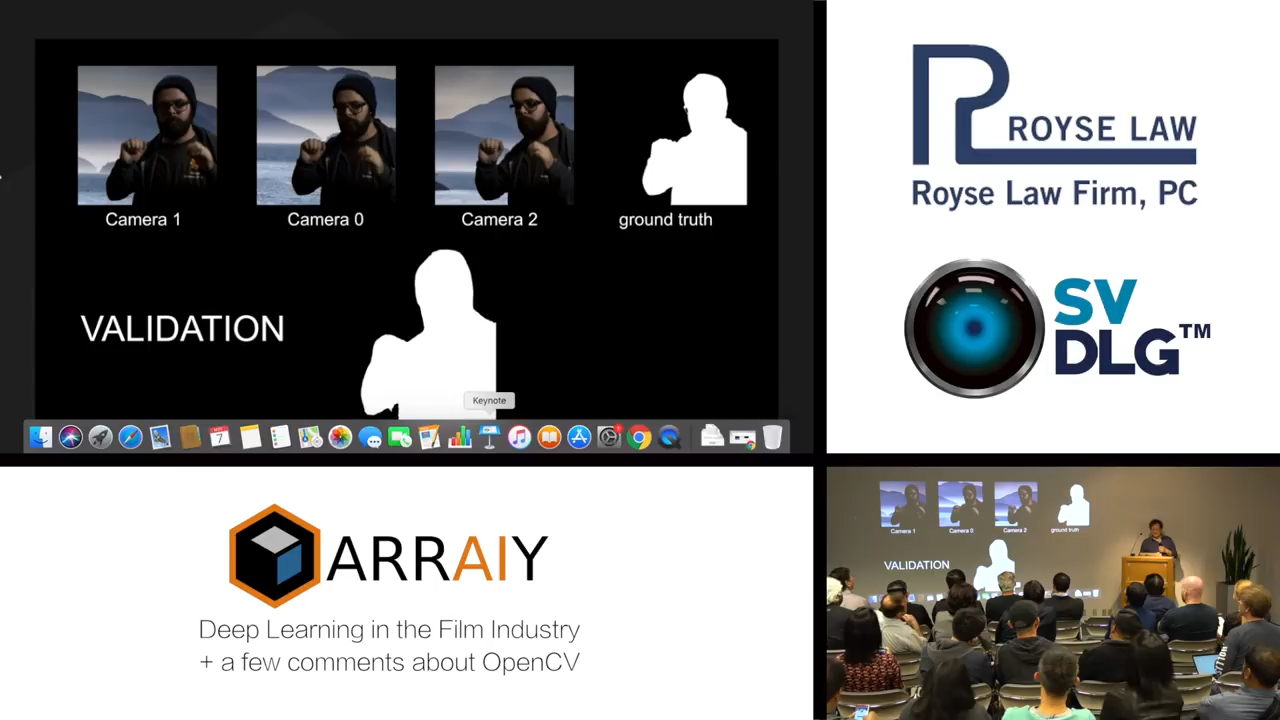 Camera 1
Camera 0
Camera 2
ground truth
VALIDATION
Keynote
MAY
7
ROYSE LAW
Royse Law Firm, PC
SV
DLG™
ARRAIY
Deep Learning in the Film Industry
+ a few comments about OpenCV
Camera 1
Camera 0
Camera 2
ground truth
VALIDATION